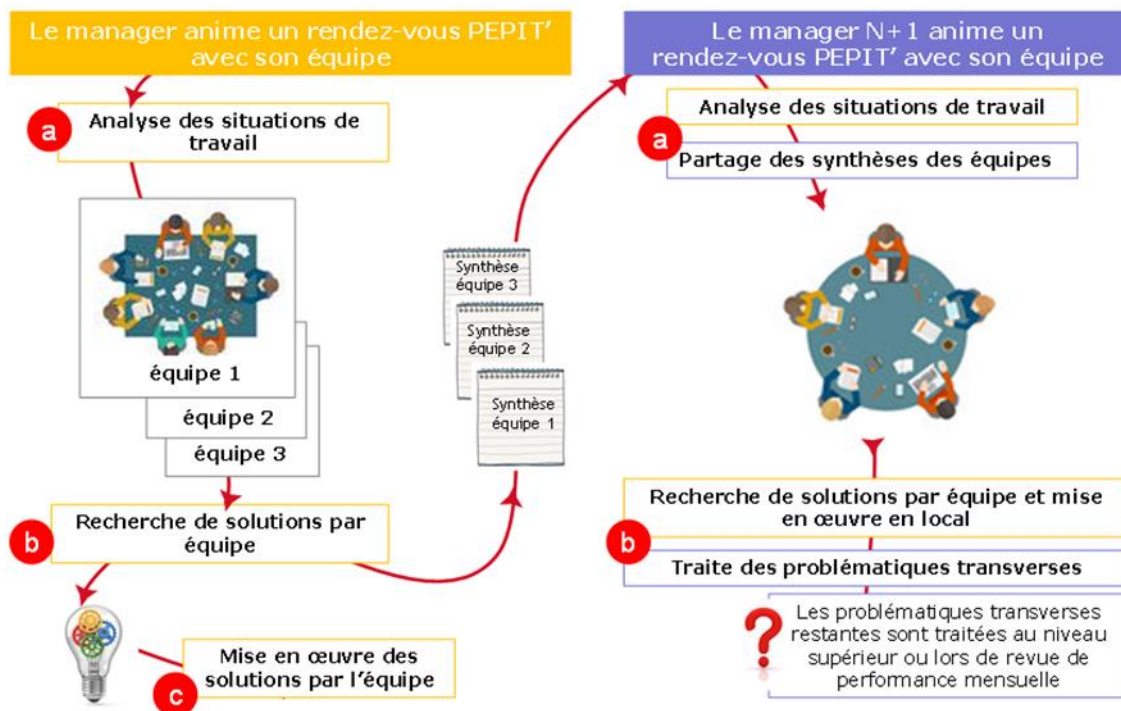 Le manager anime un rendez-vous PEPIT'
avec son équipe
a
Analyse des situations de
travail
équipe 1
équipe 2
équipe 3
b
Recherche de solutions par
équipe
c
Mise en œuvre des
solutions par l'équipe
Synthèse
équipe 3
Synthèse
équipe 2
Synthèse
équipe 1
Le manager N+1 anime un
rendez-vous PEPIT' avec son équipe
a
Analyse des situations de travail
Partage des synthèses des équipes
b
Recherche de solutions par équipe et mise
en œuvre en local
Traite des problématiques transverses
?
Les problématiques transverses
restantes sont traitées au niveau
supérieur ou lors de revue de
performance mensuelle